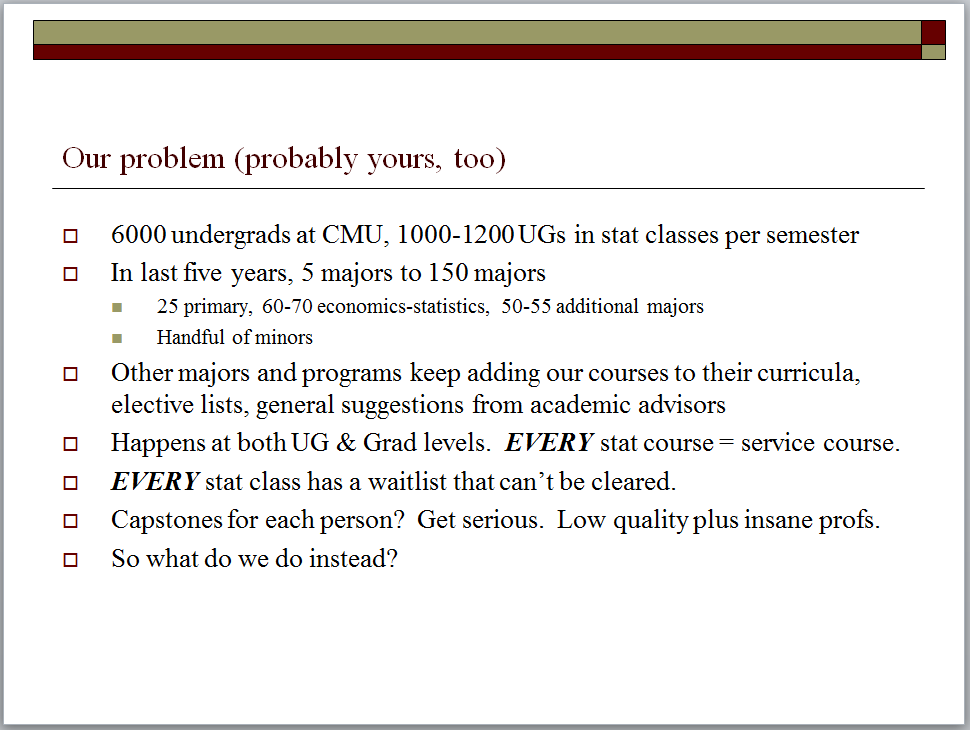 Our problem (probably yours, too)
6000 undergrads at CMU, 1000-1200 UGs in stat classes per semester
In last five years, 5 majors to 150 majors
25 primary, 60-70 economics-statistics, 50-55 additional majors
Handful of minors
Other majors and programs keep adding our courses to their curricula,
elective lists, general suggestions from academic advisors
Happens at both UG & Grad levels. EVERY stat course = service course.
EVERY stat class has a waitlist that can’t be cleared.
Capstones for each person? Get serious. Low quality plus insane profs.
So what do we do instead?